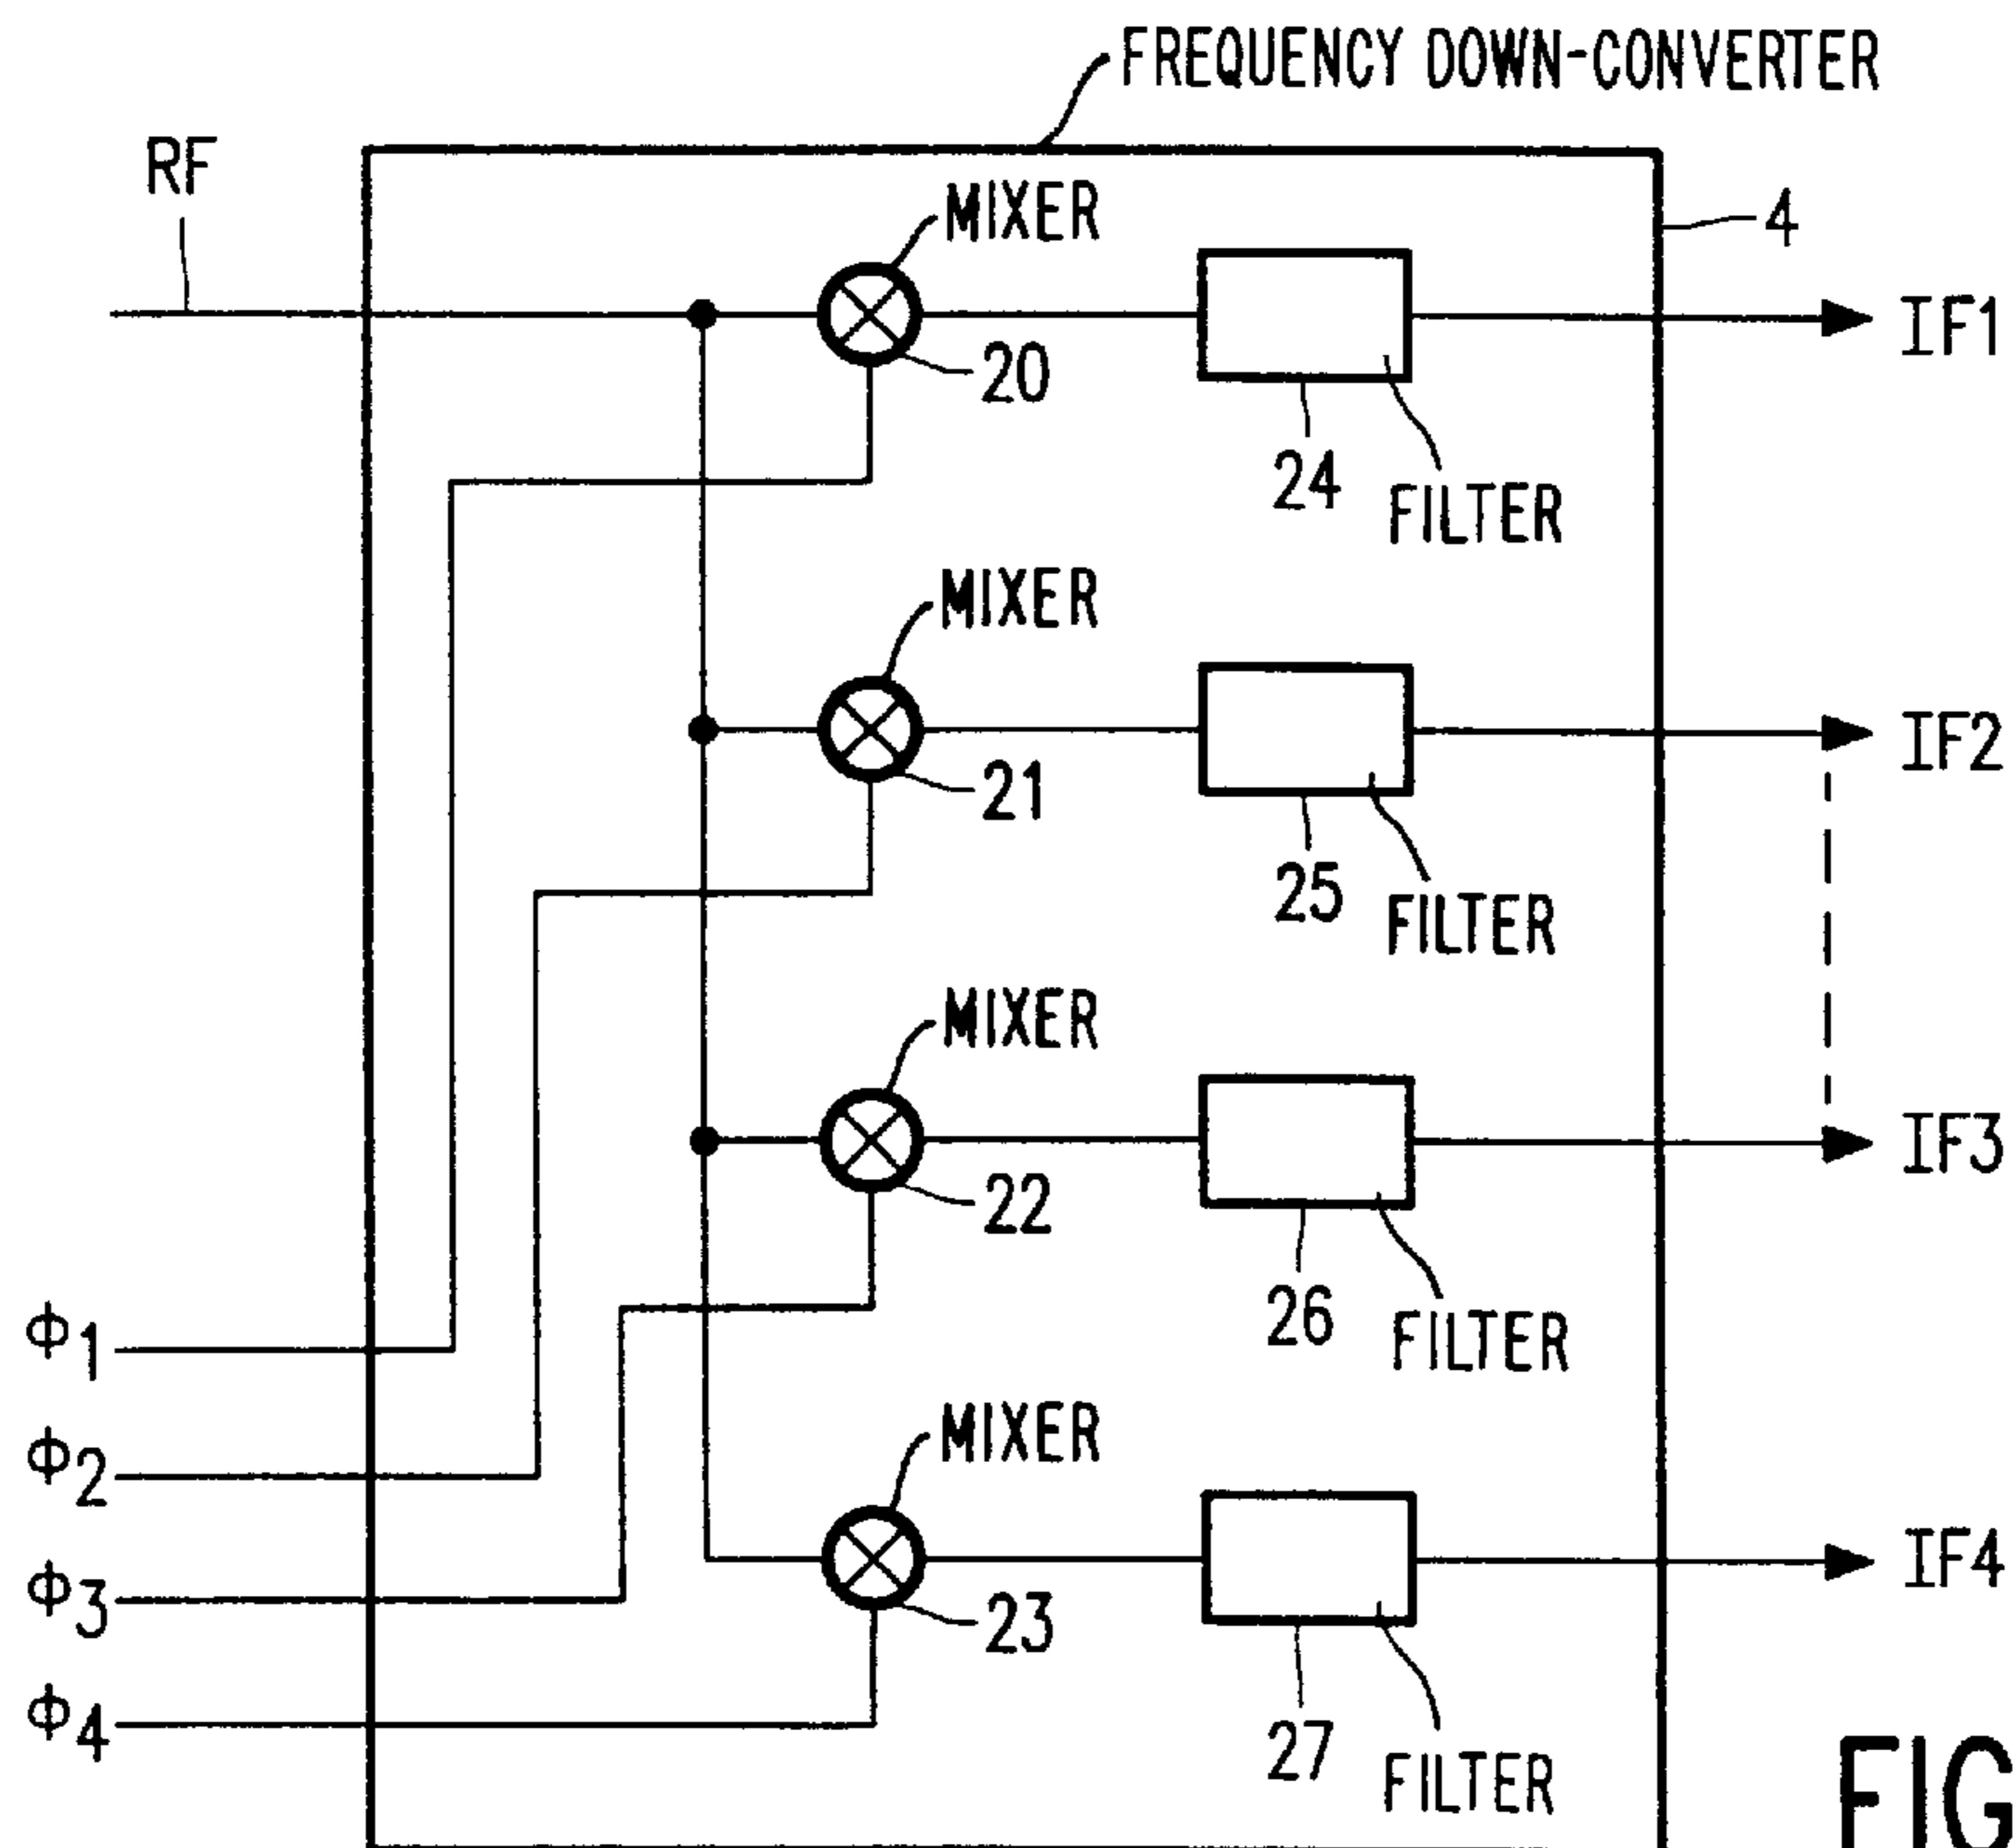 FREQUENCY DOWN-CONVERTER
RF
MIXER
4
20
24
FILTER
IF1
MIXER
21
25
FILTER
IF2
MIXER
22
26
FILTER
IF3
Φ1
Φ2
Φ3
Φ4
MIXER
23
27
FILTER
IF4
FIG